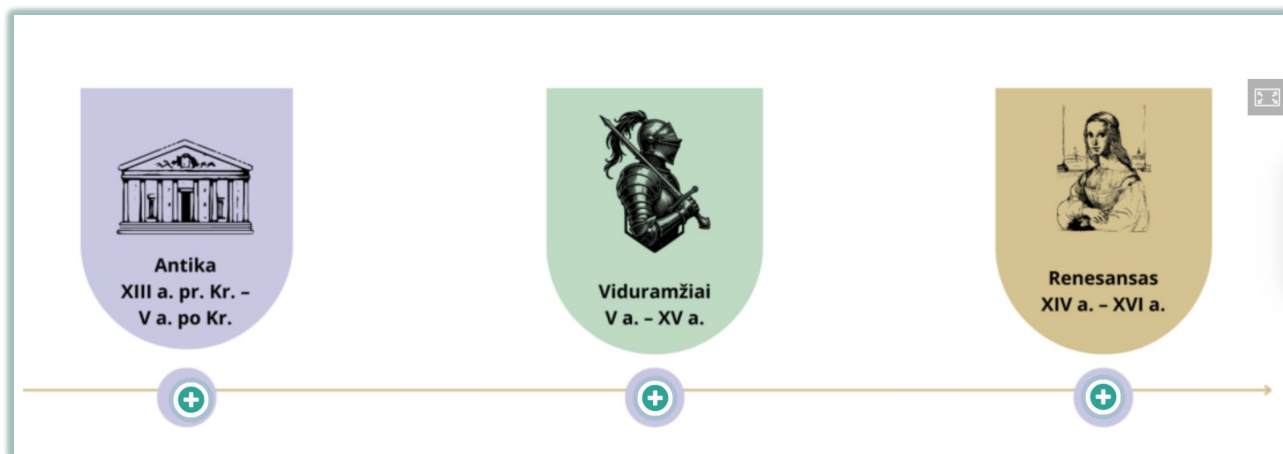 Antika
XIII a. pr. Kr. –
V a. po Kr.
Viduramžiai
V a. – XV a.
Renesansas
XIV a. – XVI a.